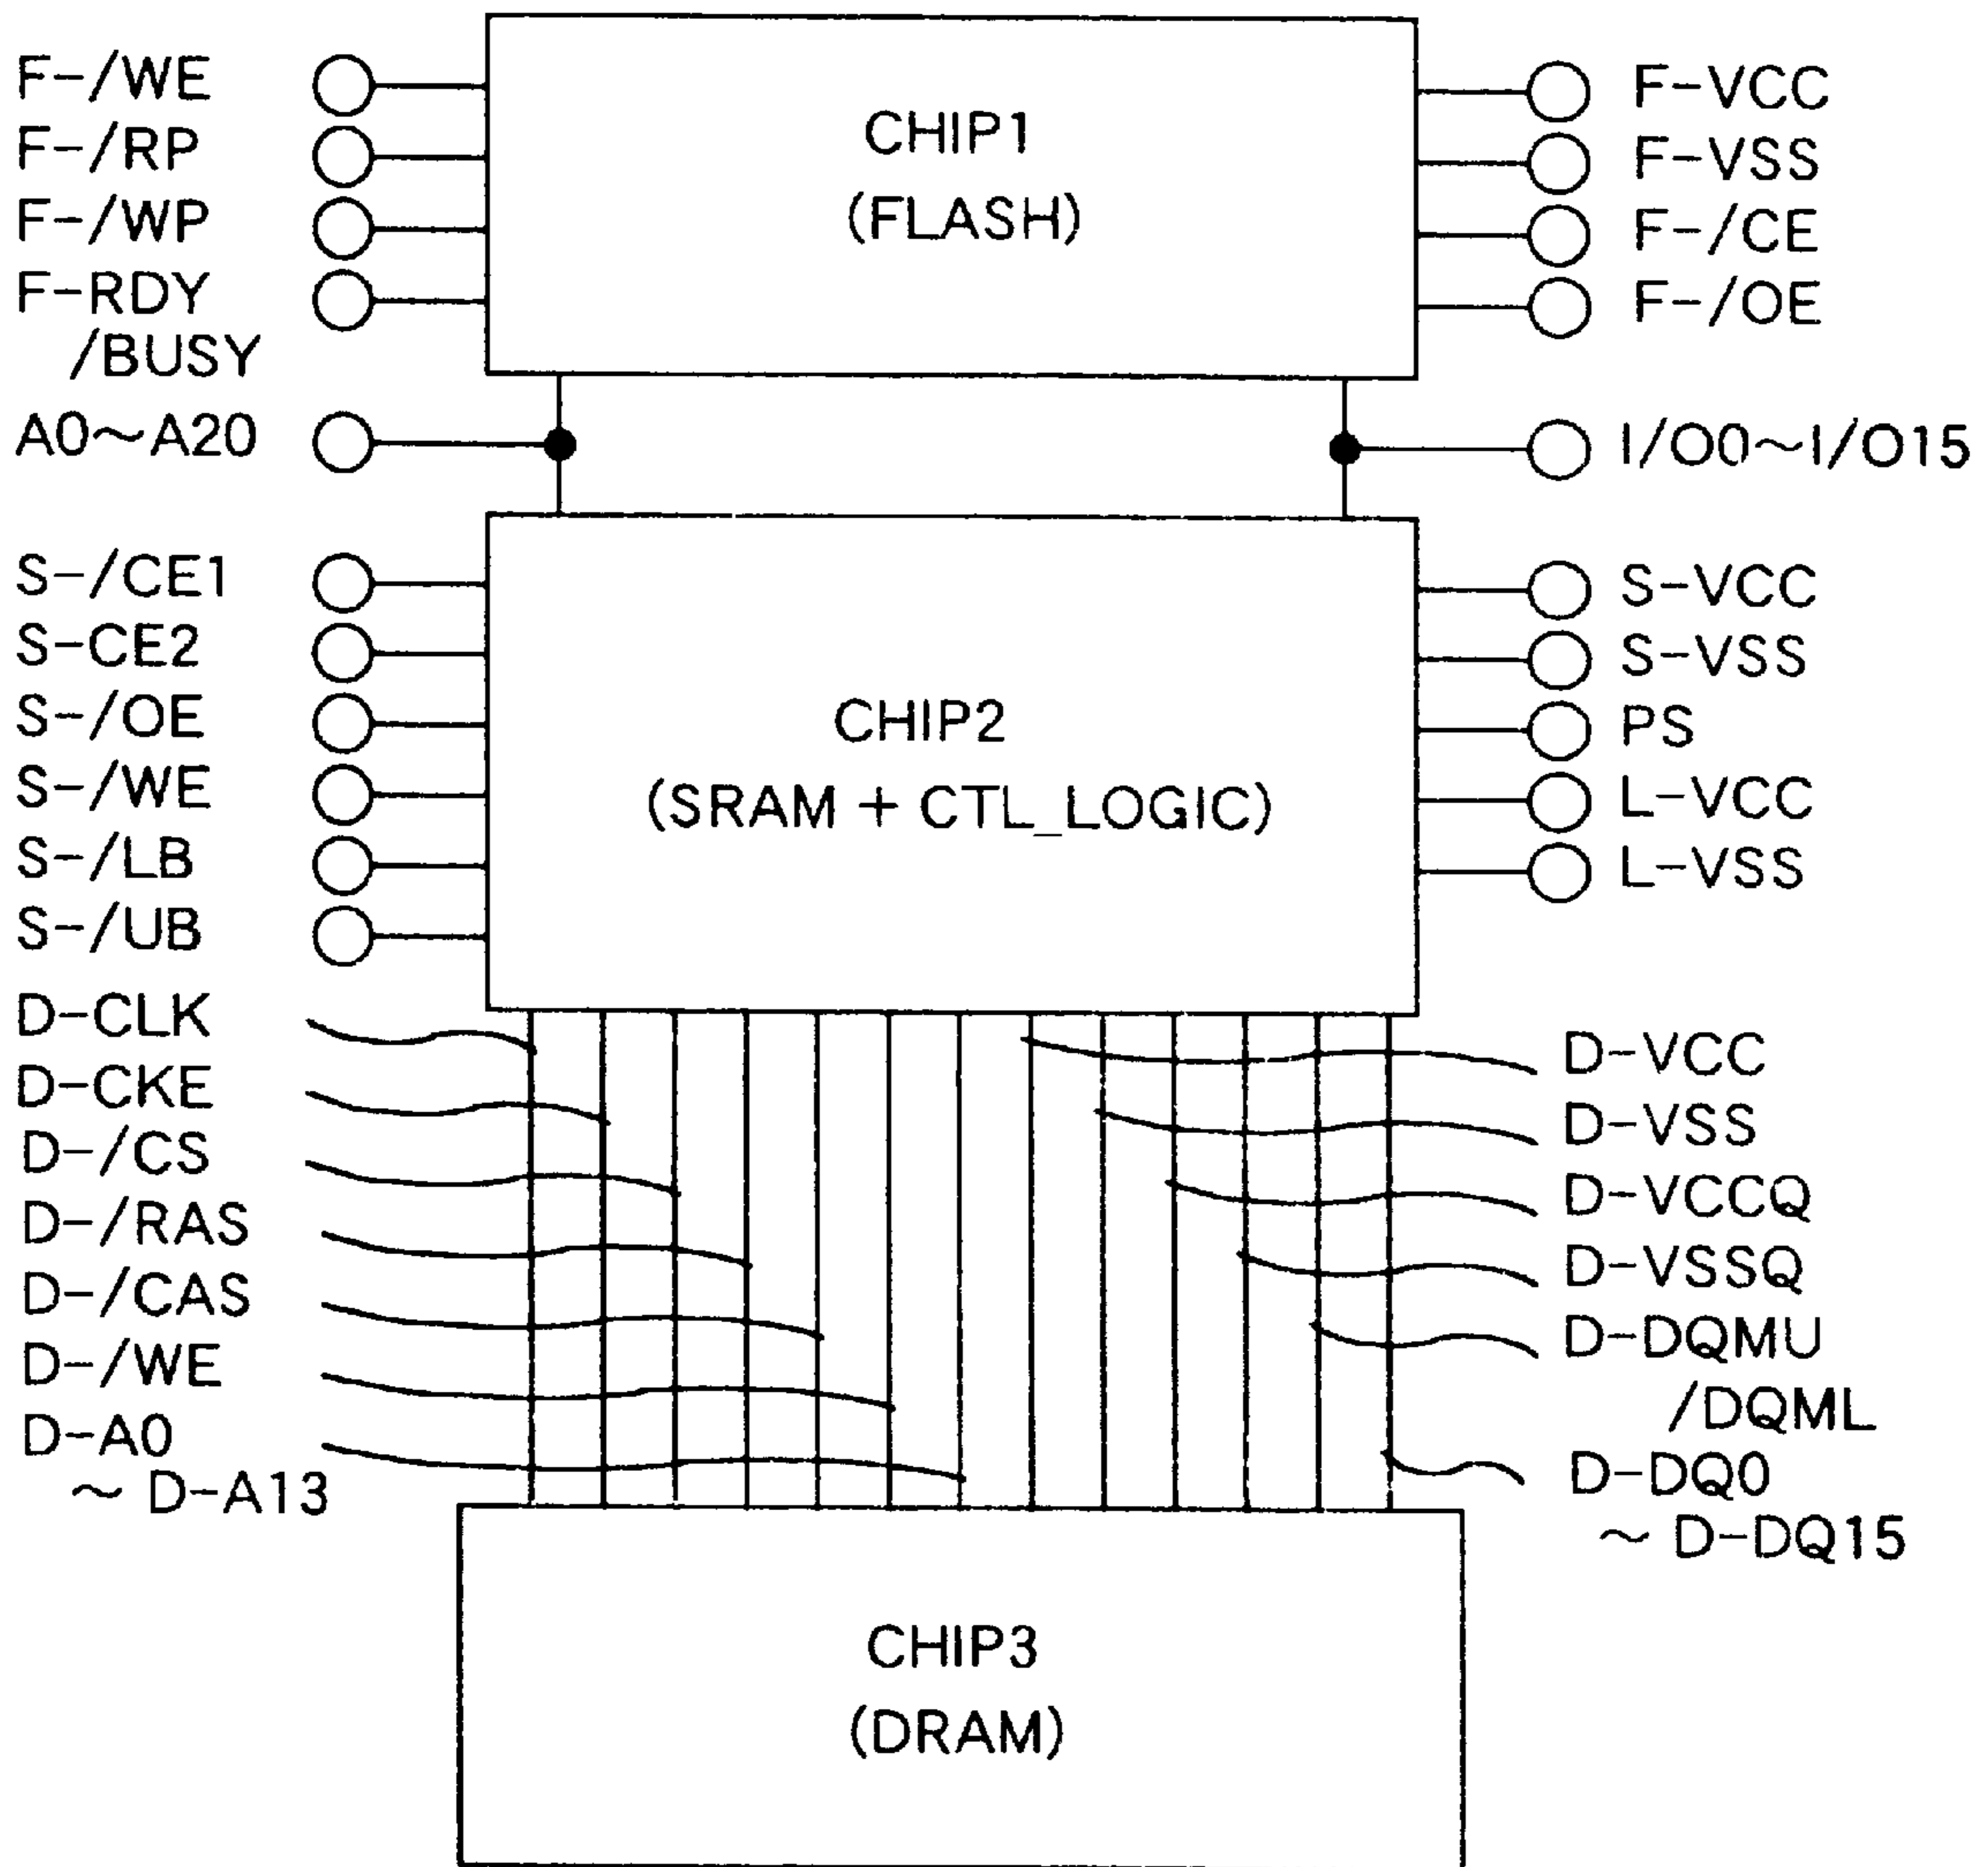 F-/WE
F-/RP
F-/WP
F-RDY
/BUSY
A0~A20
CHIP1
(FLASH)
F-VCC
F-VSS
F-/CE
F-/OE
I/O0~I/O15
S-/CE1
S-CE2
S-/OE
S-/WE
S-/LB
S-/UB
CHIP2
(SRAM + CTL_LOGIC)
S-VCC
S-VSS
PS
L-VCC
L-VSS
D-CLK
D-CKE
D-/CS
D-/RAS
D-/CAS
D-/WE
D-A0
~ D-A13
D-VCC
D-VSS
D-VCCQ
D-VSSQ
D-DQMU
/DQML
D-DQ0
~ D-DQ15
CHIP3
(DRAM)